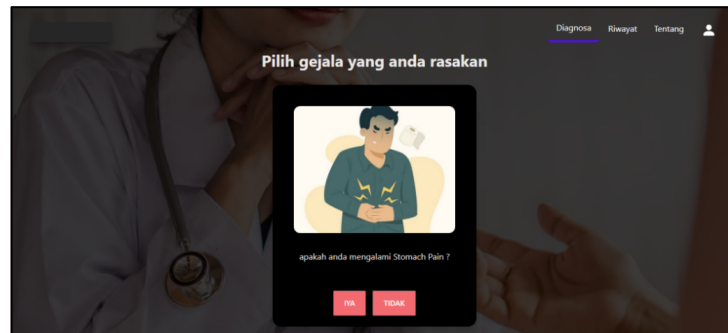 Diagnosa Riwayat Tentang
Pilih gejala yang anda rasakan
apakah anda mengalami Stomach Pain ?
IYA TIDAK